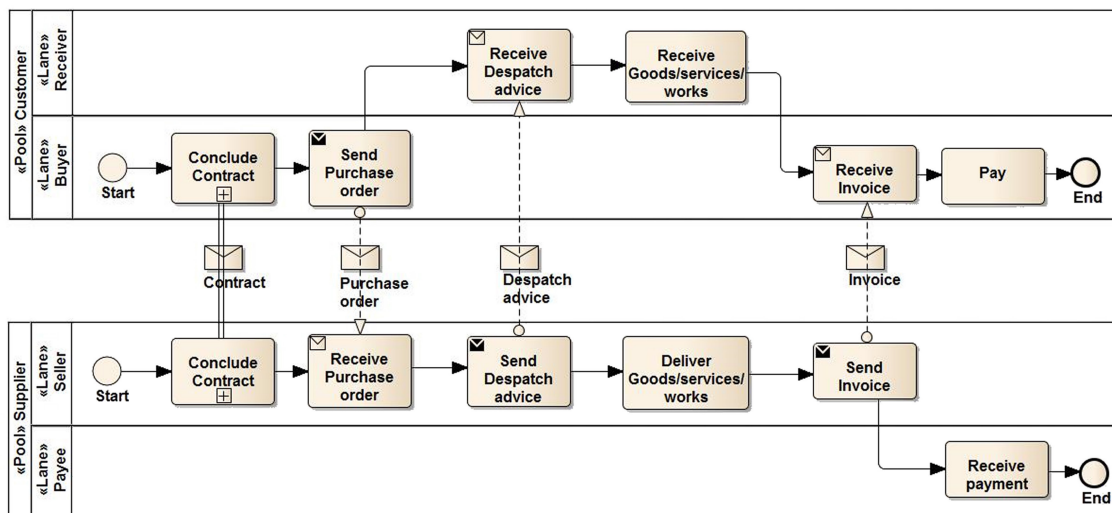 «Pool» Customer
«Lane»
Receiver
Receive
Despatch
advice
Receive
Goods/services/
works
«Lane»
Buyer
Start
Conclude
Contract
Send
Purchase
order
Receive
Invoice
Pay
End
Contract
Purchase
order
Despatch
advice
Invoice
«Pool» Supplier
«Lane»
Seller
Start
Conclude
Contract
Receive
Purchase
order
Send
Despatch
advice
Deliver
Goods/services/
works
Send
Invoice
«Lane»
Payee
Receive
payment
End